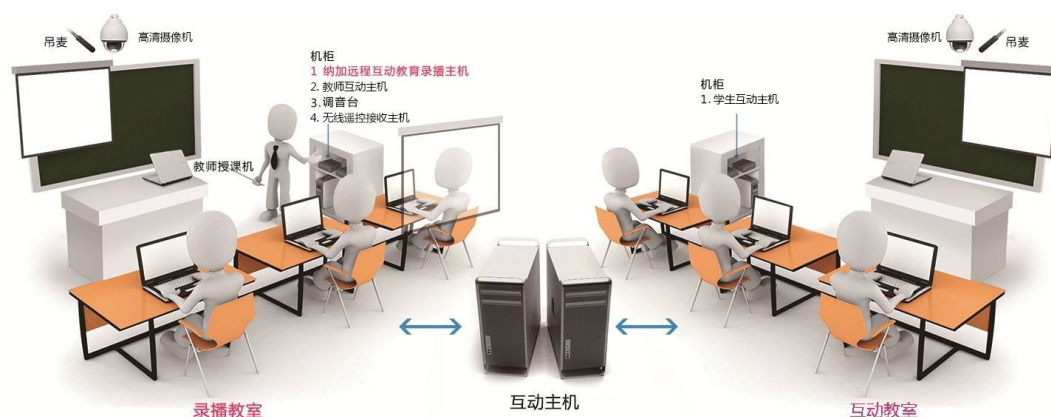 吊麦
高清摄像机
机柜
1 纳加远程互动教育录播主机
2. 教师互动主机
3. 调音台
4. 无线遥控接收主机
教师授课机
机柜
1. 学生互动主机
高清摄像机
吊麦
录播教室
互动主机
互动教室